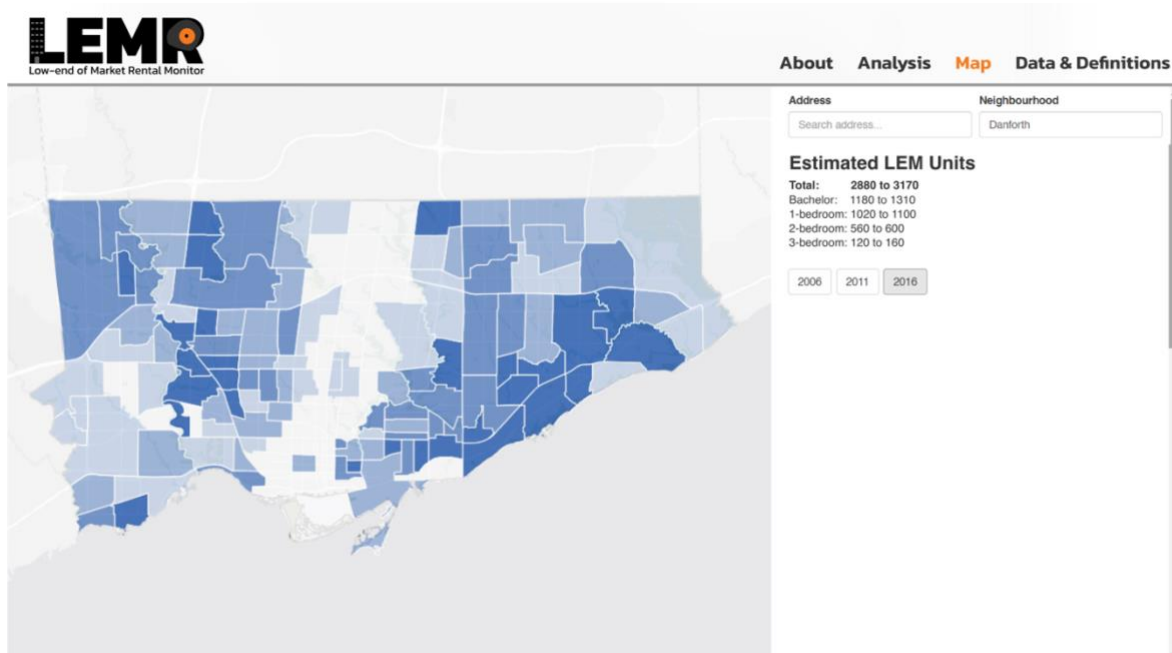 LEMR
Low-end of Market Rental Monitor
About Analysis Map Data & Definitions
Address Neighbourhood
Search address... Danforth
Estimated LEM Units
Total: 2880 to 3170
Bachelor: 1180 to 1310
1-bedroom: 1020 to 1100
2-bedroom: 560 to 600
3-bedroom: 120 to 160
2006 2011 2016